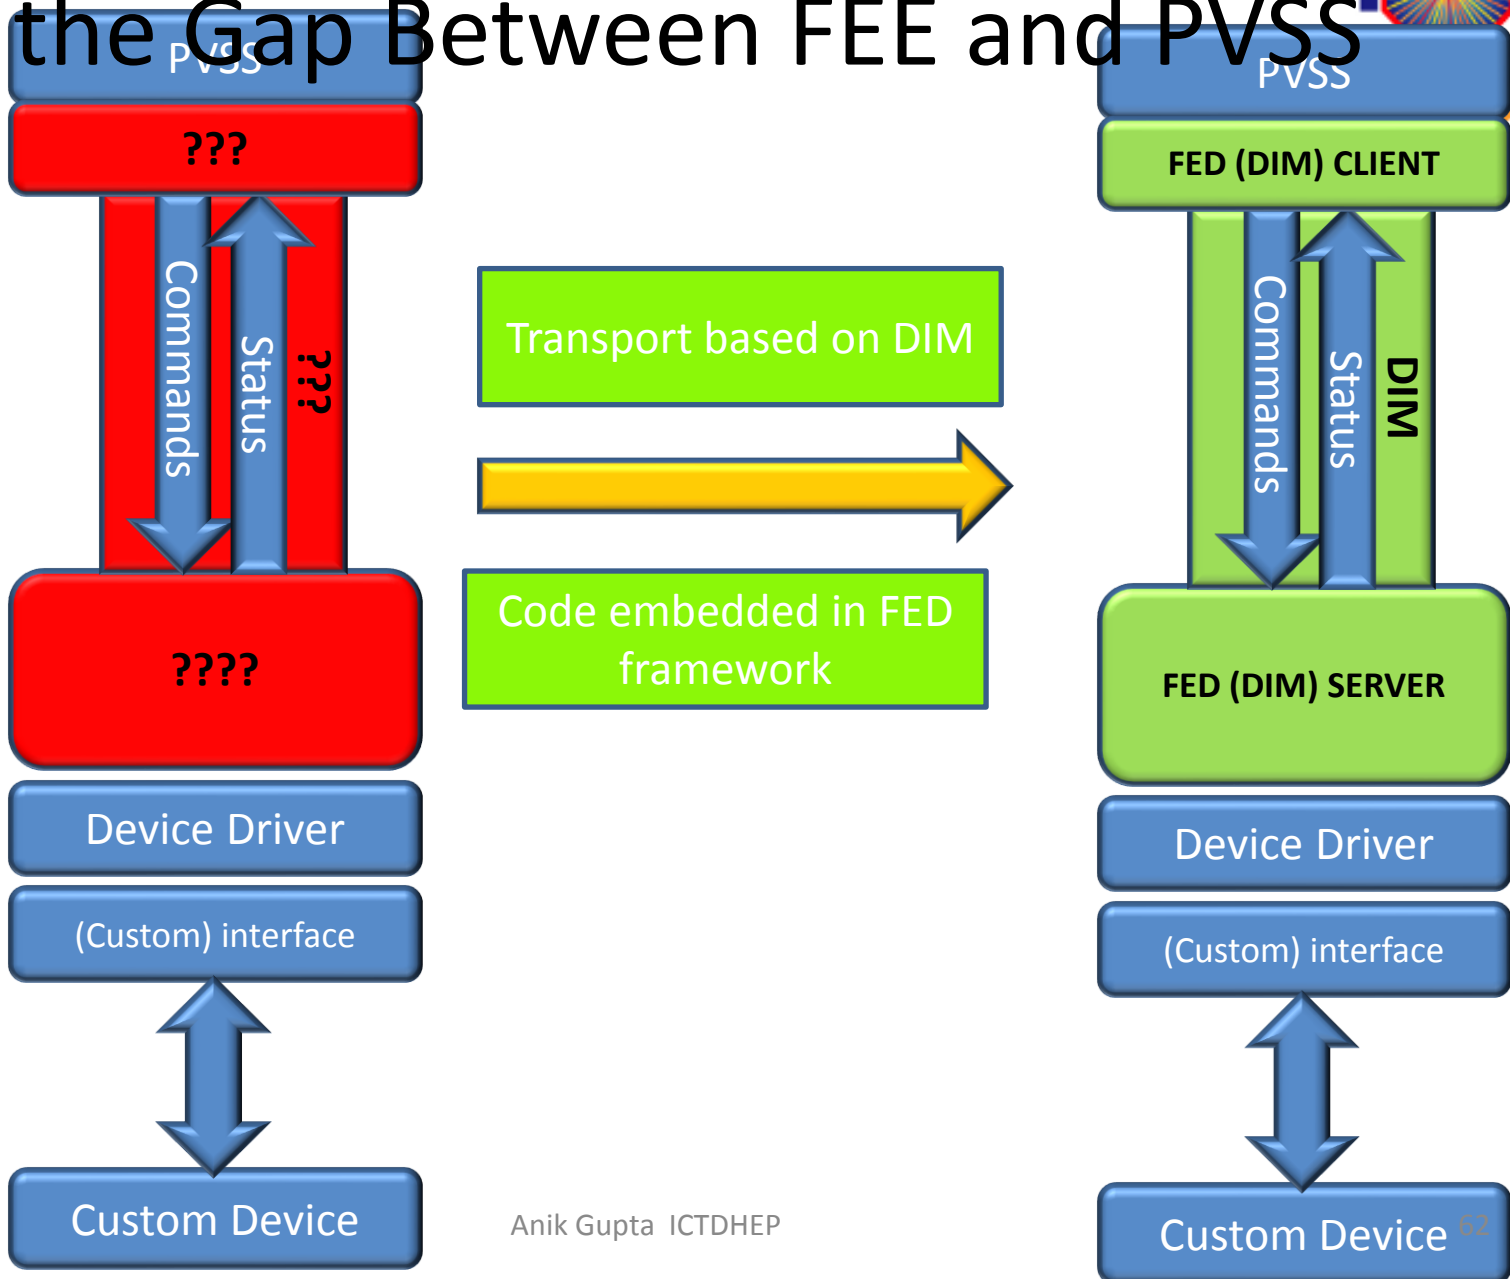 the Gap Between FEE and PVSS
PVSS
???
Commands
Status
???
????
Device Driver
(Custom) interface
Custom Device
Transport based on DIM
Code embedded in FED
framework
PVSS
FED (DIM) CLIENT
Commands
Status
DIM
FED (DIM) SERVER
Device Driver
(Custom) interface
Custom Device
Anik Gupta ICTDHEP
62